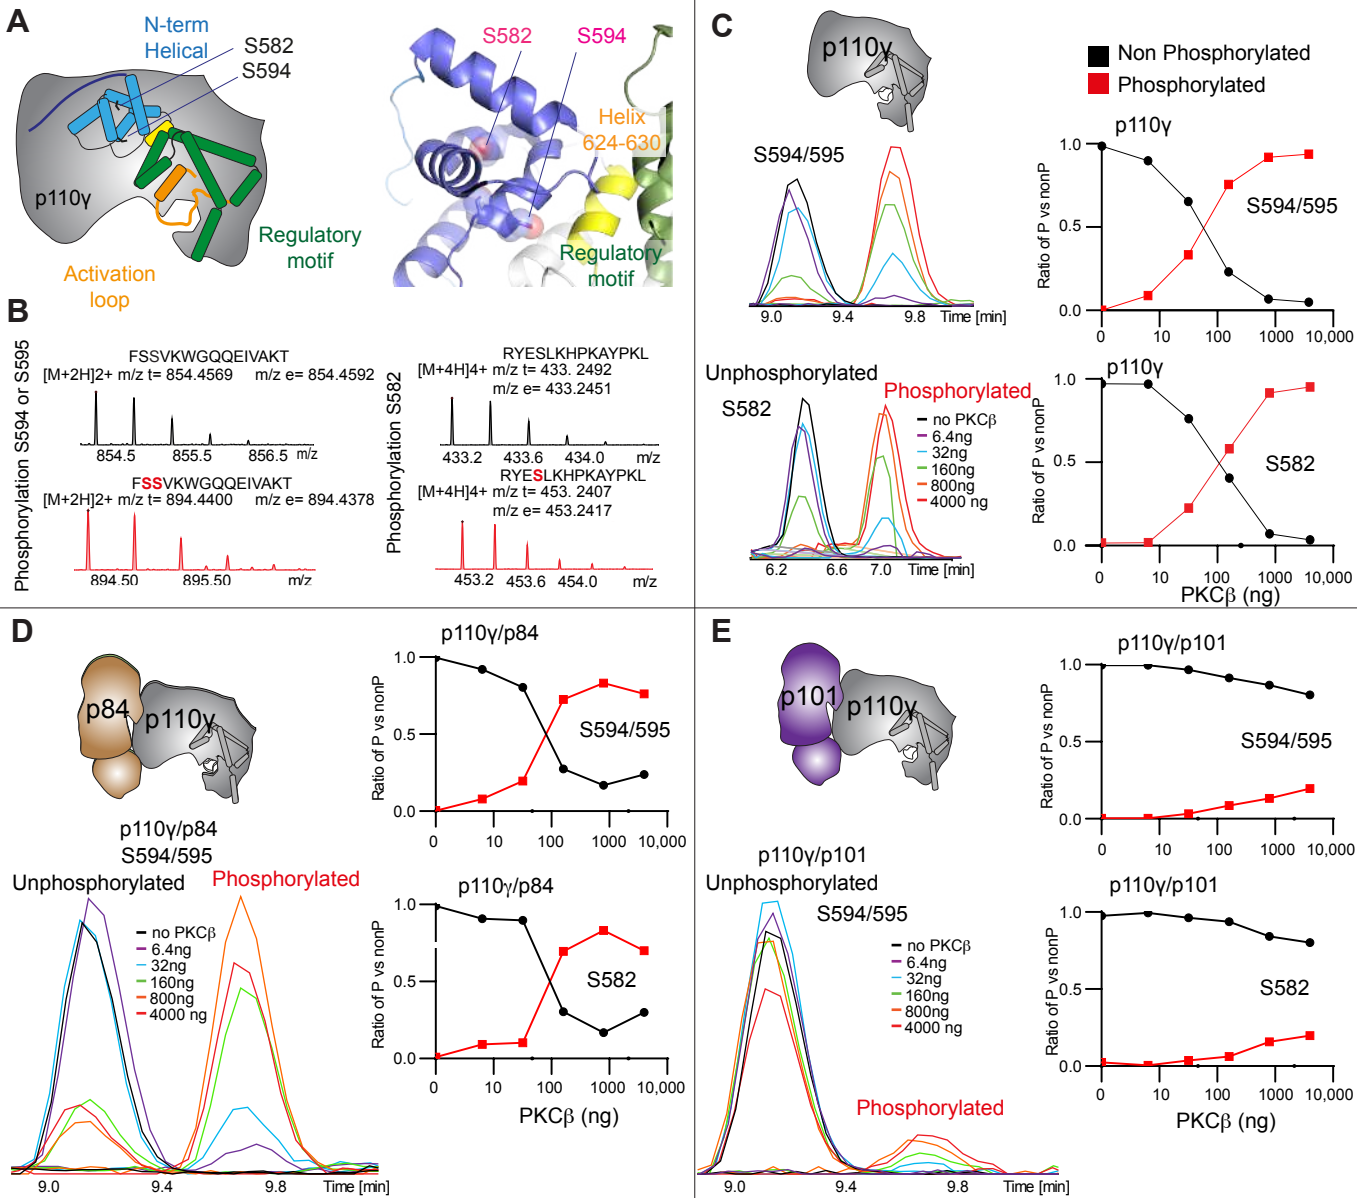 A
N-term
Helical
S582
S594
p110γ
Regulatory
motif
Activation
loop
S582
S594
Helix
624-630
Regulatory
motif
B
Phosphorylation S594 or S595
FSSVKWGQQEIVAKT
[M+2H]2+ m/z t= 854.4569 m/z e= 854.4592
854.5 855.5 856.5 m/z
FSSVKWGQQEIVAKT
[M+2H]2+ m/z t= 894.4400 m/z e= 894.4378
894.50 895.50 m/z
Phosphorylation S582
RYESLKHPKAYPKL
[M+4H]4+ m/z t= 433. 2492
m/z e= 433.2451
433.2 433.6 434.0 m/z
RYESLKHPKAYPKL
[M+4H]4+ m/z t= 453. 2407
m/z e= 453.2417
453.2 453.6 454.0 m/z
C
p110γ
Non Phosphorylated
Phosphorylated
S594/595
9.0 9.4 9.8 Time [min]
p110γ
Ratio of P vs nonP
1.0
0.5
0.0
S594/595
0 10 100 1000 10,000
Unphosphorylated
Phosphorylated
S582
no PKCβ
6.4ng
32ng
160ng
800ng
4000 ng
6.2 6.6 7.0 Time [min]
p110γ
Ratio of P vs nonP
1.0
0.5
0.0
S582
0 10 100 1000 10,000
PKCβ (ng)
D
p84
p110γ
p110γ/p84
S594/595
Unphosphorylated
Phosphorylated
no PKCβ
6.4ng
32ng
160ng
800ng
4000 ng
9.0 9.4 9.8 Time [min]
p110γ/p84
Ratio of P vs nonP
1.0
0.5
0.0
S594/595
0 10 100 1000 10,000
p110γ/p84
Ratio of P vs nonP
1.0
0.5
0.0
S582
0 10 100 1000 10,000
PKCβ (ng)
E
p101
p110γ
p110γ/p101
Unphosphorylated
S594/595
no PKCβ
6.4ng
32ng
160ng
800ng
4000 ng
Phosphorylated
9.0 9.4 9.8 Time [min]
p110γ/p101
Ratio of P vs nonP
1.0
0.5
0.0
S594/595
0 10 100 1000 10,000
p110γ/p101
Ratio of P vs nonP
1.0
0.5
0.0
S582
0 10 100 1000 10,000
PKCβ (ng)